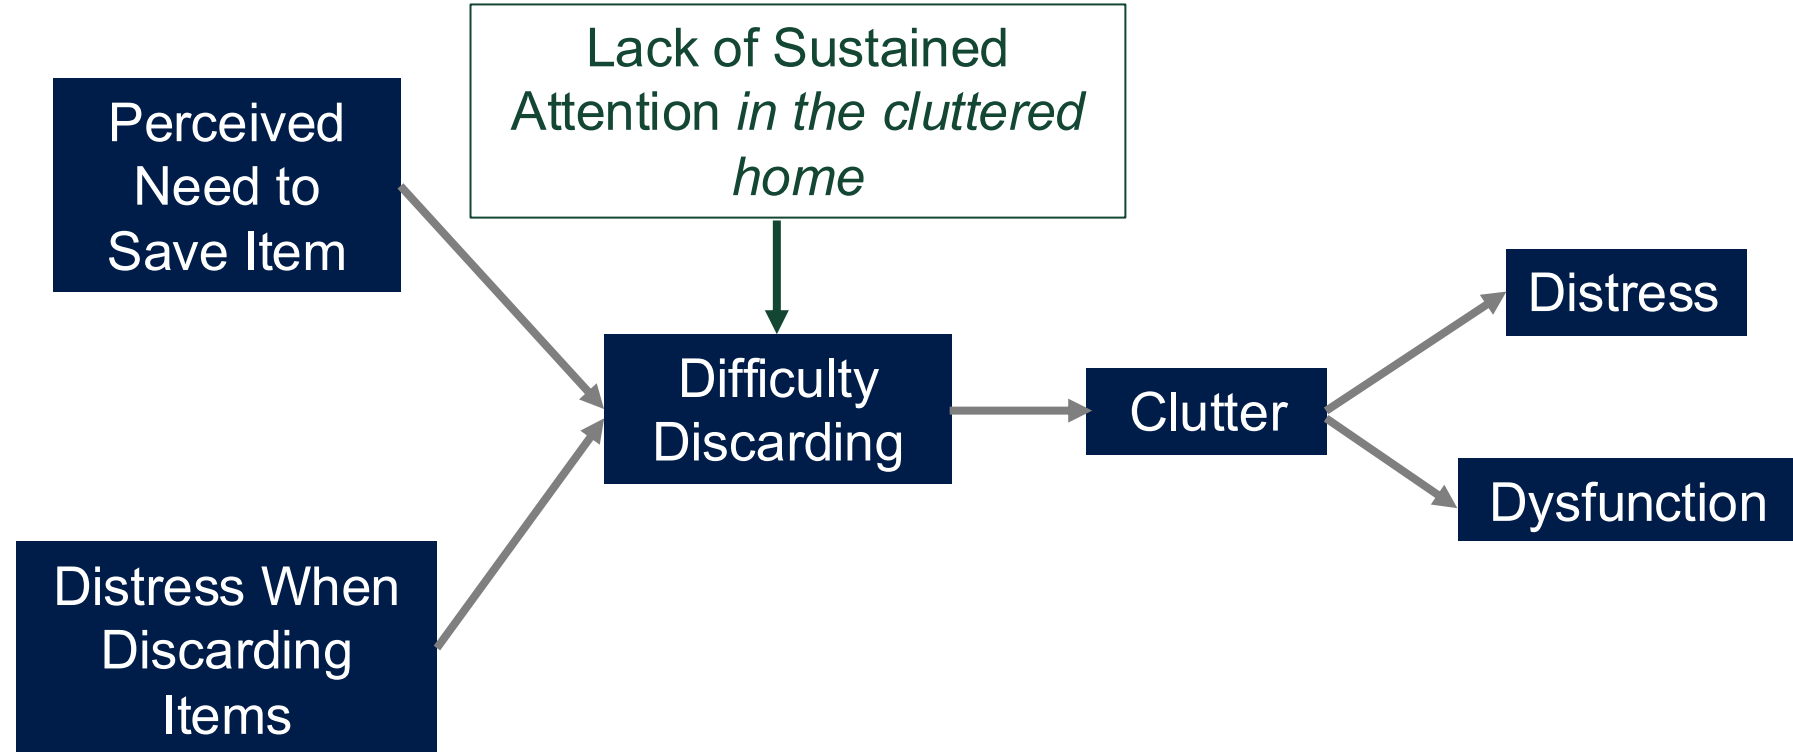 Lack of Sustained
Attention in the cluttered
home
Perceived
Need to
Save Item
Difficulty
Discarding
Clutter
Distress
Dysfunction
Distress When
Discarding
Items